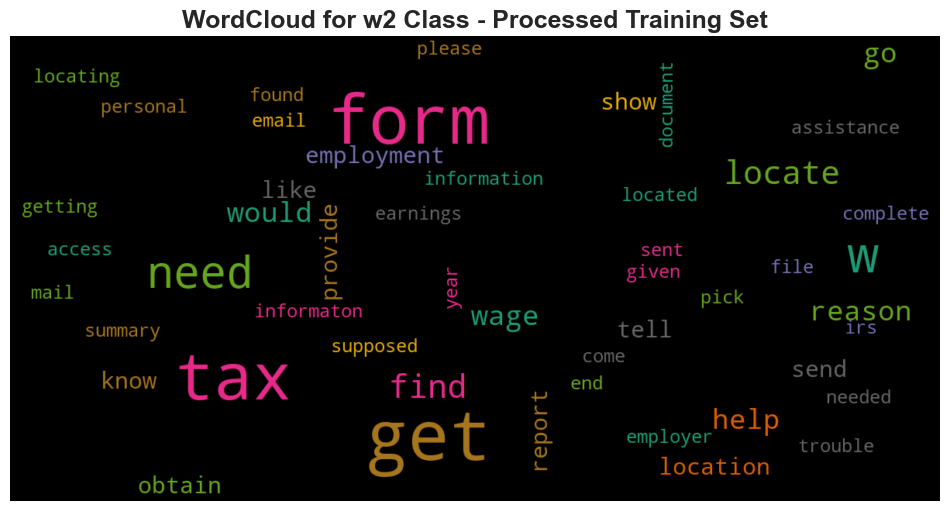 WordCloud for w2 Class - Processed Training Set
please
go
locating
personal
found
email
form
show
document
assistance
employment
information
locate
like
located
getting
would
earnings
provide
complete
access
need
sent
given
file
w
mail
year
informaton
wage
pick
reason
irs
summary
supposed
tell
come
know
tax
find
end
send
needed
get
report
help
employer
trouble
location
obtain